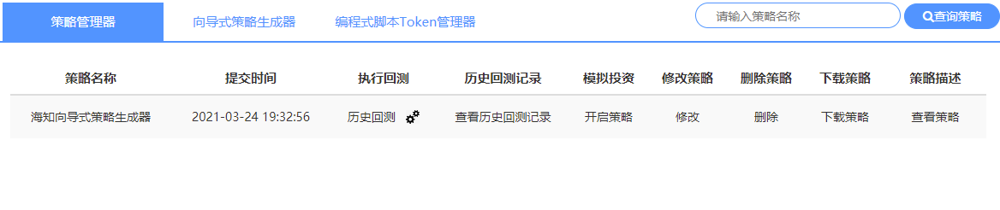 策略管理器 向导式策略生成器 编程式脚本Token管理器 请输入策略名称 查询策略
策略名称 提交时间 执行回测 历史回测记录 模拟投资 修改策略 删除策略 下载策略 策略描述
海知向导式策略生成器 2021-03-24 19:32:56 历史回测 查看历史回测记录 开启策略 修改 删除 下载策略 查看策略